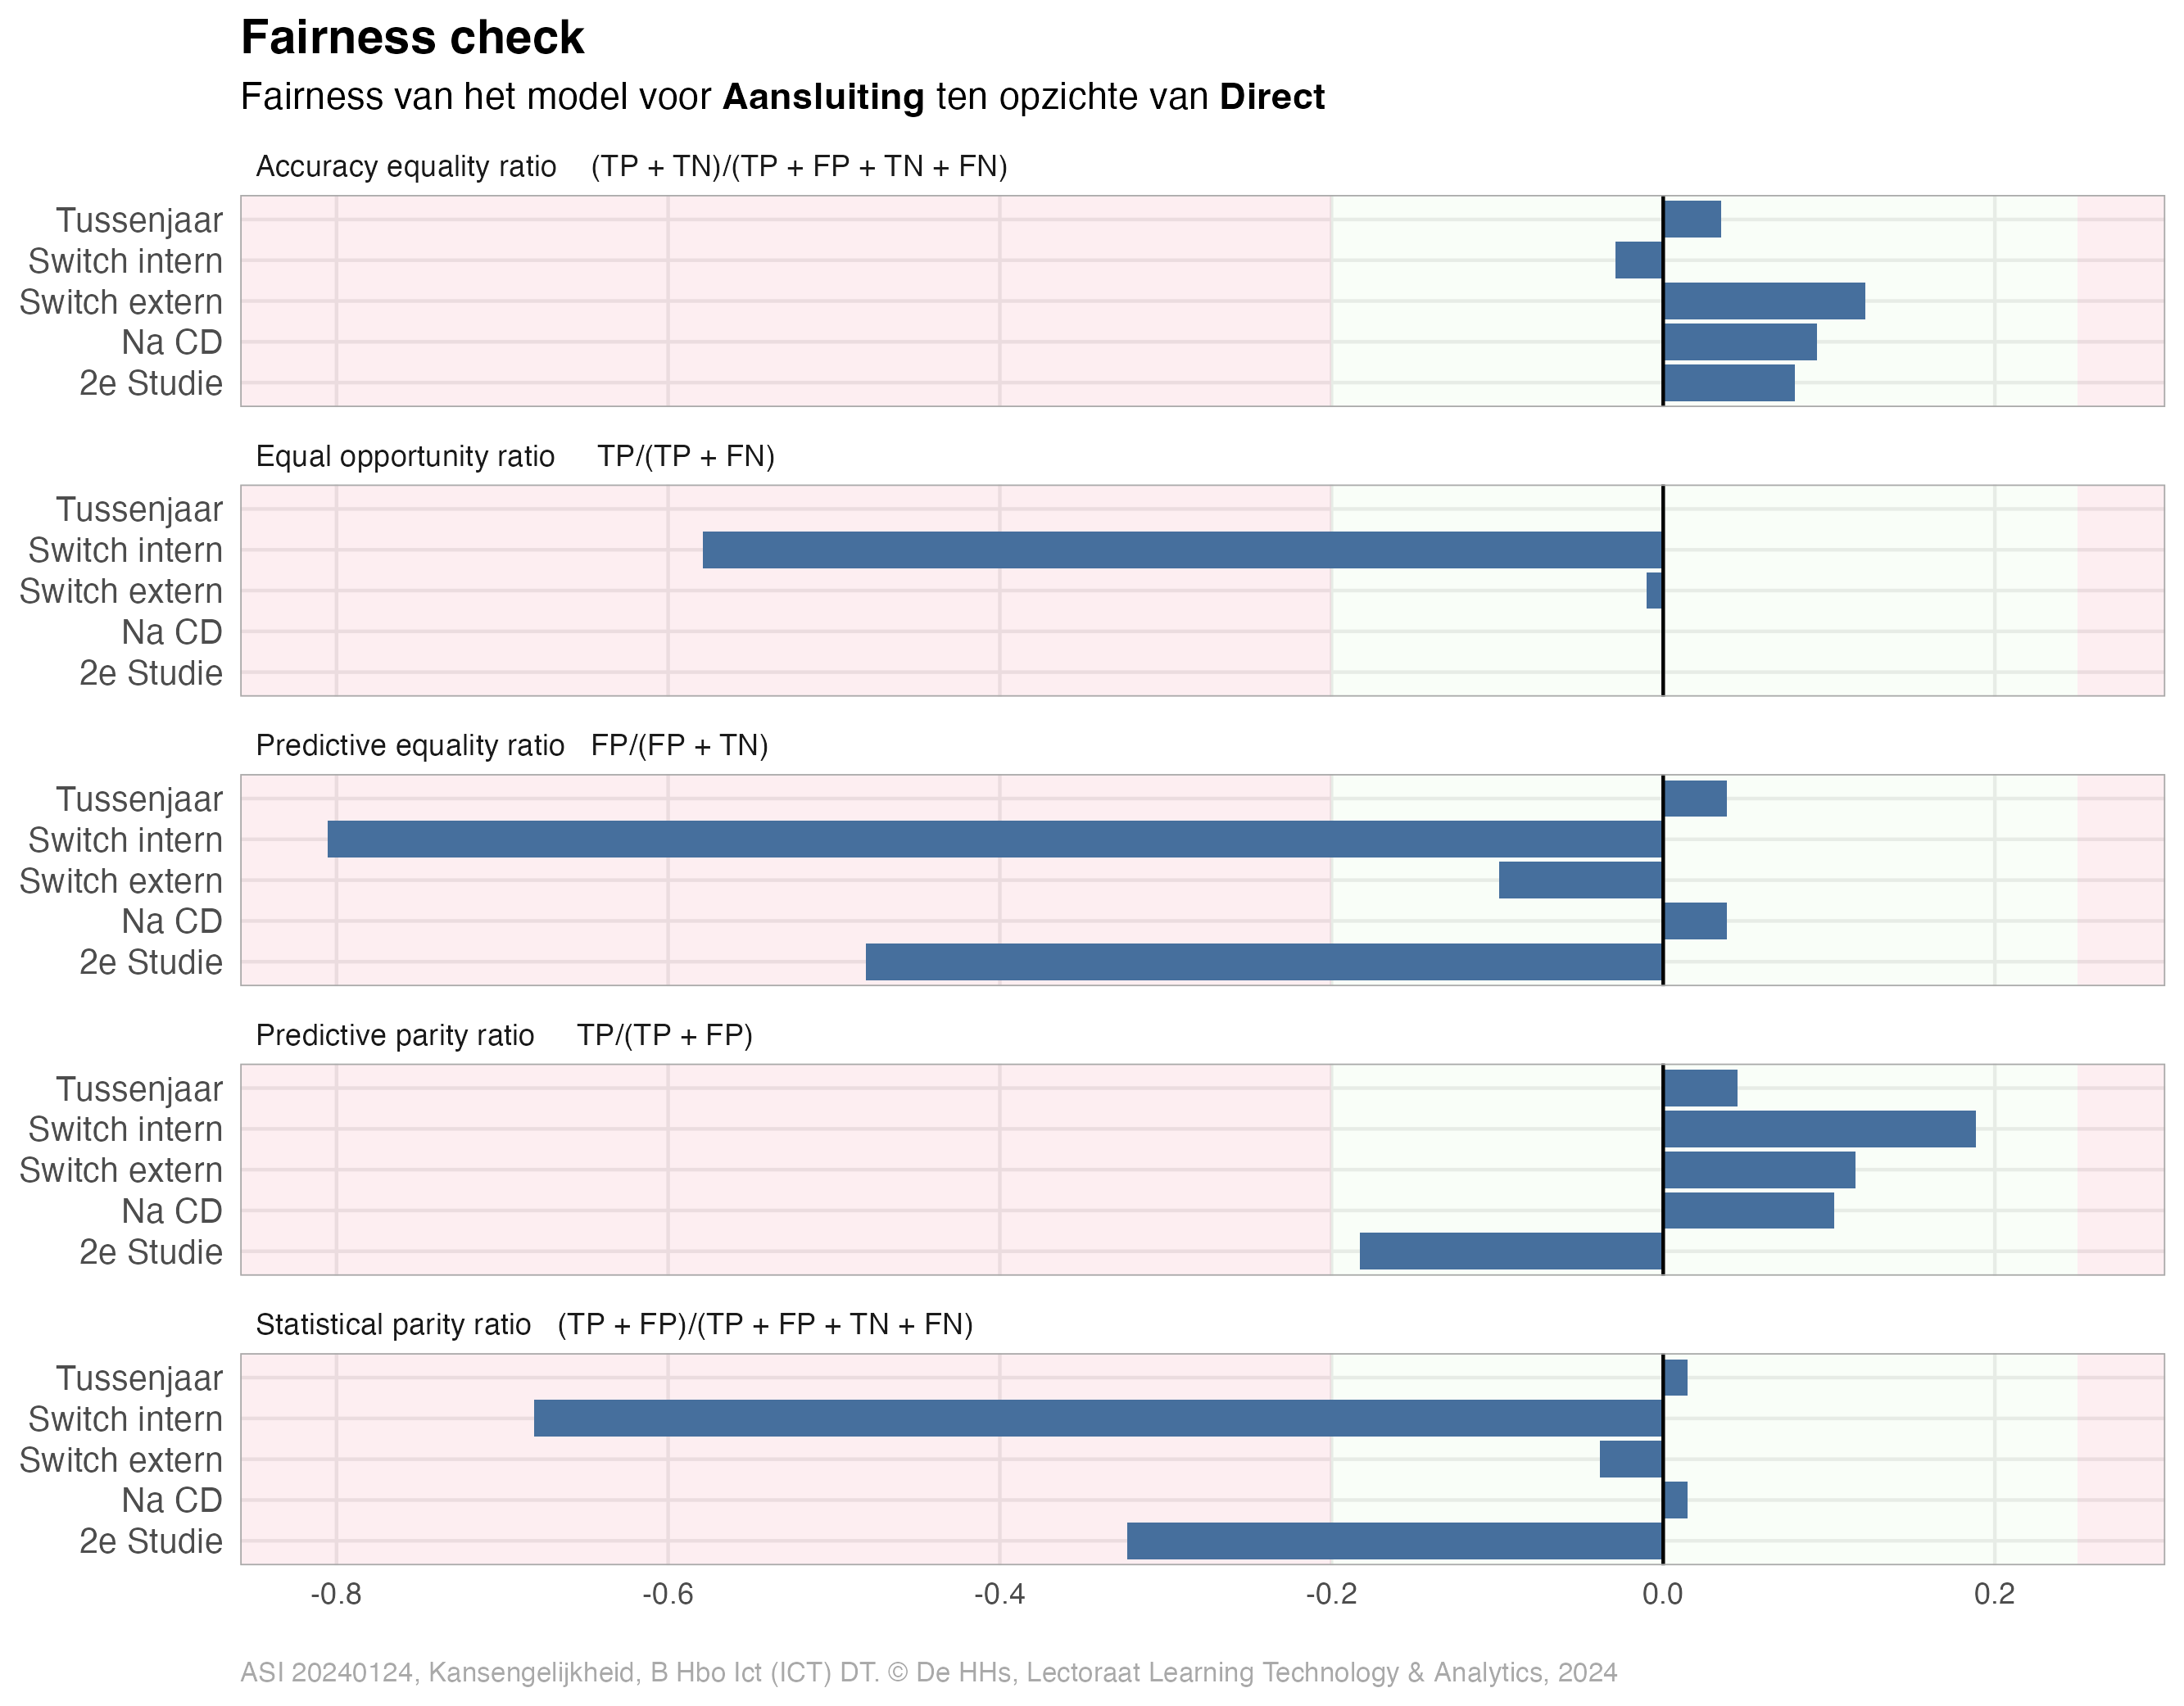 Fairness check
Fairness van het model voor Aansluiting ten opzichte van Direct
Accuracy equality ratio (TP + TN)/(TP + FP + TN + FN)
Tussenjaar
Switch intern
Switch extern
Na CD
2e Studie
Equal opportunity ratio TP/(TP + FN)
Tussenjaar
Switch intern
Switch extern
Na CD
2e Studie
Predictive equality ratio FP/(FP + TN)
Tussenjaar
Switch intern
Switch extern
Na CD
2e Studie
Predictive parity ratio TP/(TP + FP)
Tussenjaar
Switch intern
Switch extern
Na CD
2e Studie
Statistical parity ratio (TP + FP)/(TP + FP + TN + FN)
Tussenjaar
Switch intern
Switch extern
Na CD
2e Studie
-0.8 -0.6 -0.4 -0.2 0.0 0.2
ASI 20240124, Kansengelijkheid, B Hbo Ict (ICT) DT. © De HHs, Lectoraat Learning Technology & Analytics, 2024